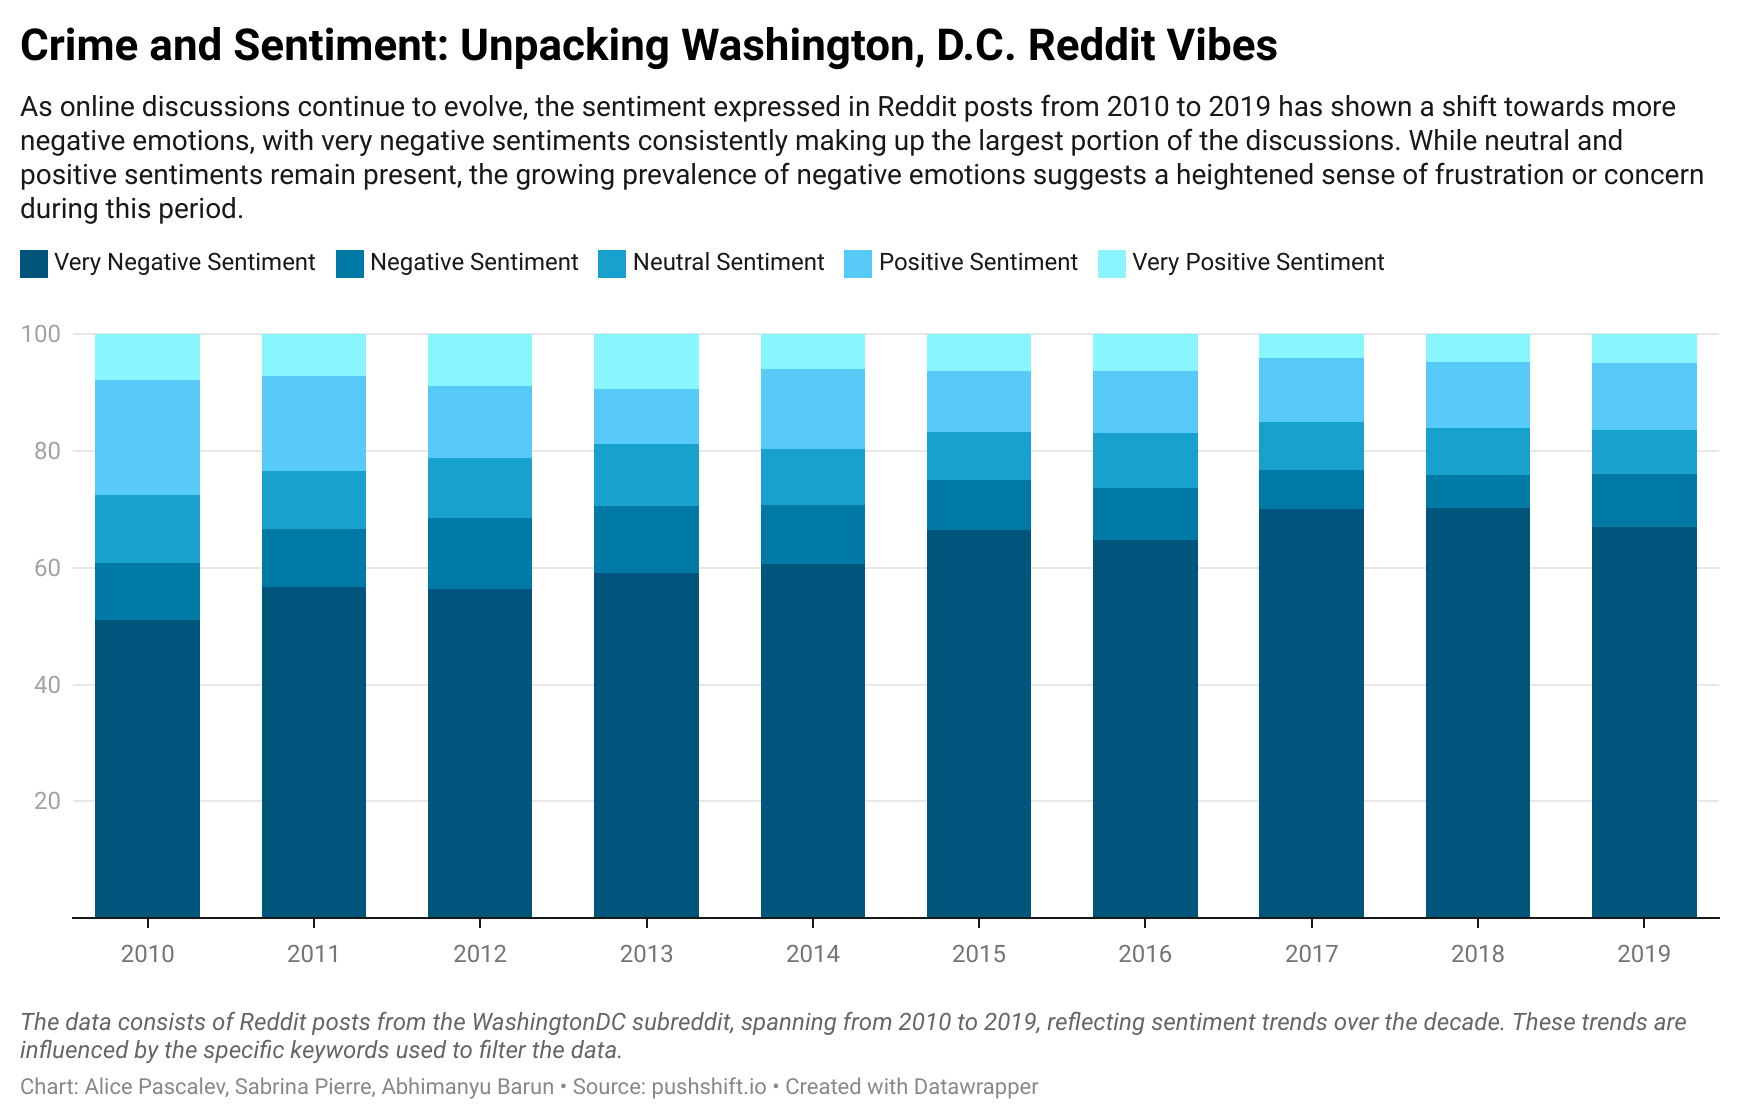 Crime and Sentiment: Unpacking Washington, D.C. Reddit Vibes
As online discussions continue to evolve, the sentiment expressed in Reddit posts from 2010 to 2019 has shown a shift towards more
negative emotions, with very negative sentiments consistently making up the largest portion of the discussions. While neutral and
positive sentiments remain present, the growing prevalence of negative emotions suggests a heightened sense of frustration or concern
during this period.
Very Negative Sentiment Negative Sentiment Neutral Sentiment Positive Sentiment Very Positive Sentiment
100
80
60
40
20
2010 2011 2012 2013 2014 2015 2016 2017 2018 2019
The data consists of Reddit posts from the WashingtonDC subreddit, spanning from 2010 to 2019, reflecting sentiment trends over the decade. These trends are
influenced by the specific keywords used to filter the data.
Chart: Alice Pascalev, Sabrina Pierre, Abhimanyu Barun • Source: pushshift.io • Created with Datawrapper